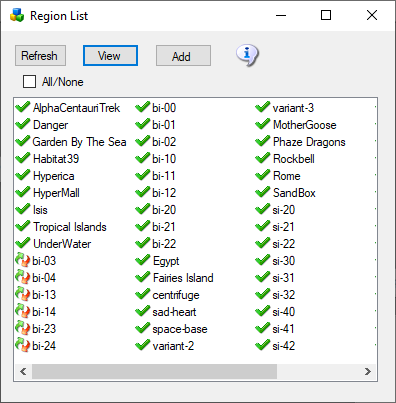 Region List
Refresh
View
Add
All/None
AlphaCentauriTrek
Danger
Garden By The Sea
Habitat39
Hyperica
HyperMall
Isis
Tropical Islands
UnderWater
bi-03
bi-04
bi-13
bi-14
bi-23
bi-24
bi-00
bi-01
bi-02
bi-10
bi-11
bi-12
bi-20
bi-21
bi-22
Egypt
Fairies Island
centrifuge
sad-heart
space-base
variant-2
variant-3
MotherGoose
Phaze Dragons
Rockbell
Rome
SandBox
si-20
si-21
si-22
si-30
si-31
si-32
si-40
si-41
si-42